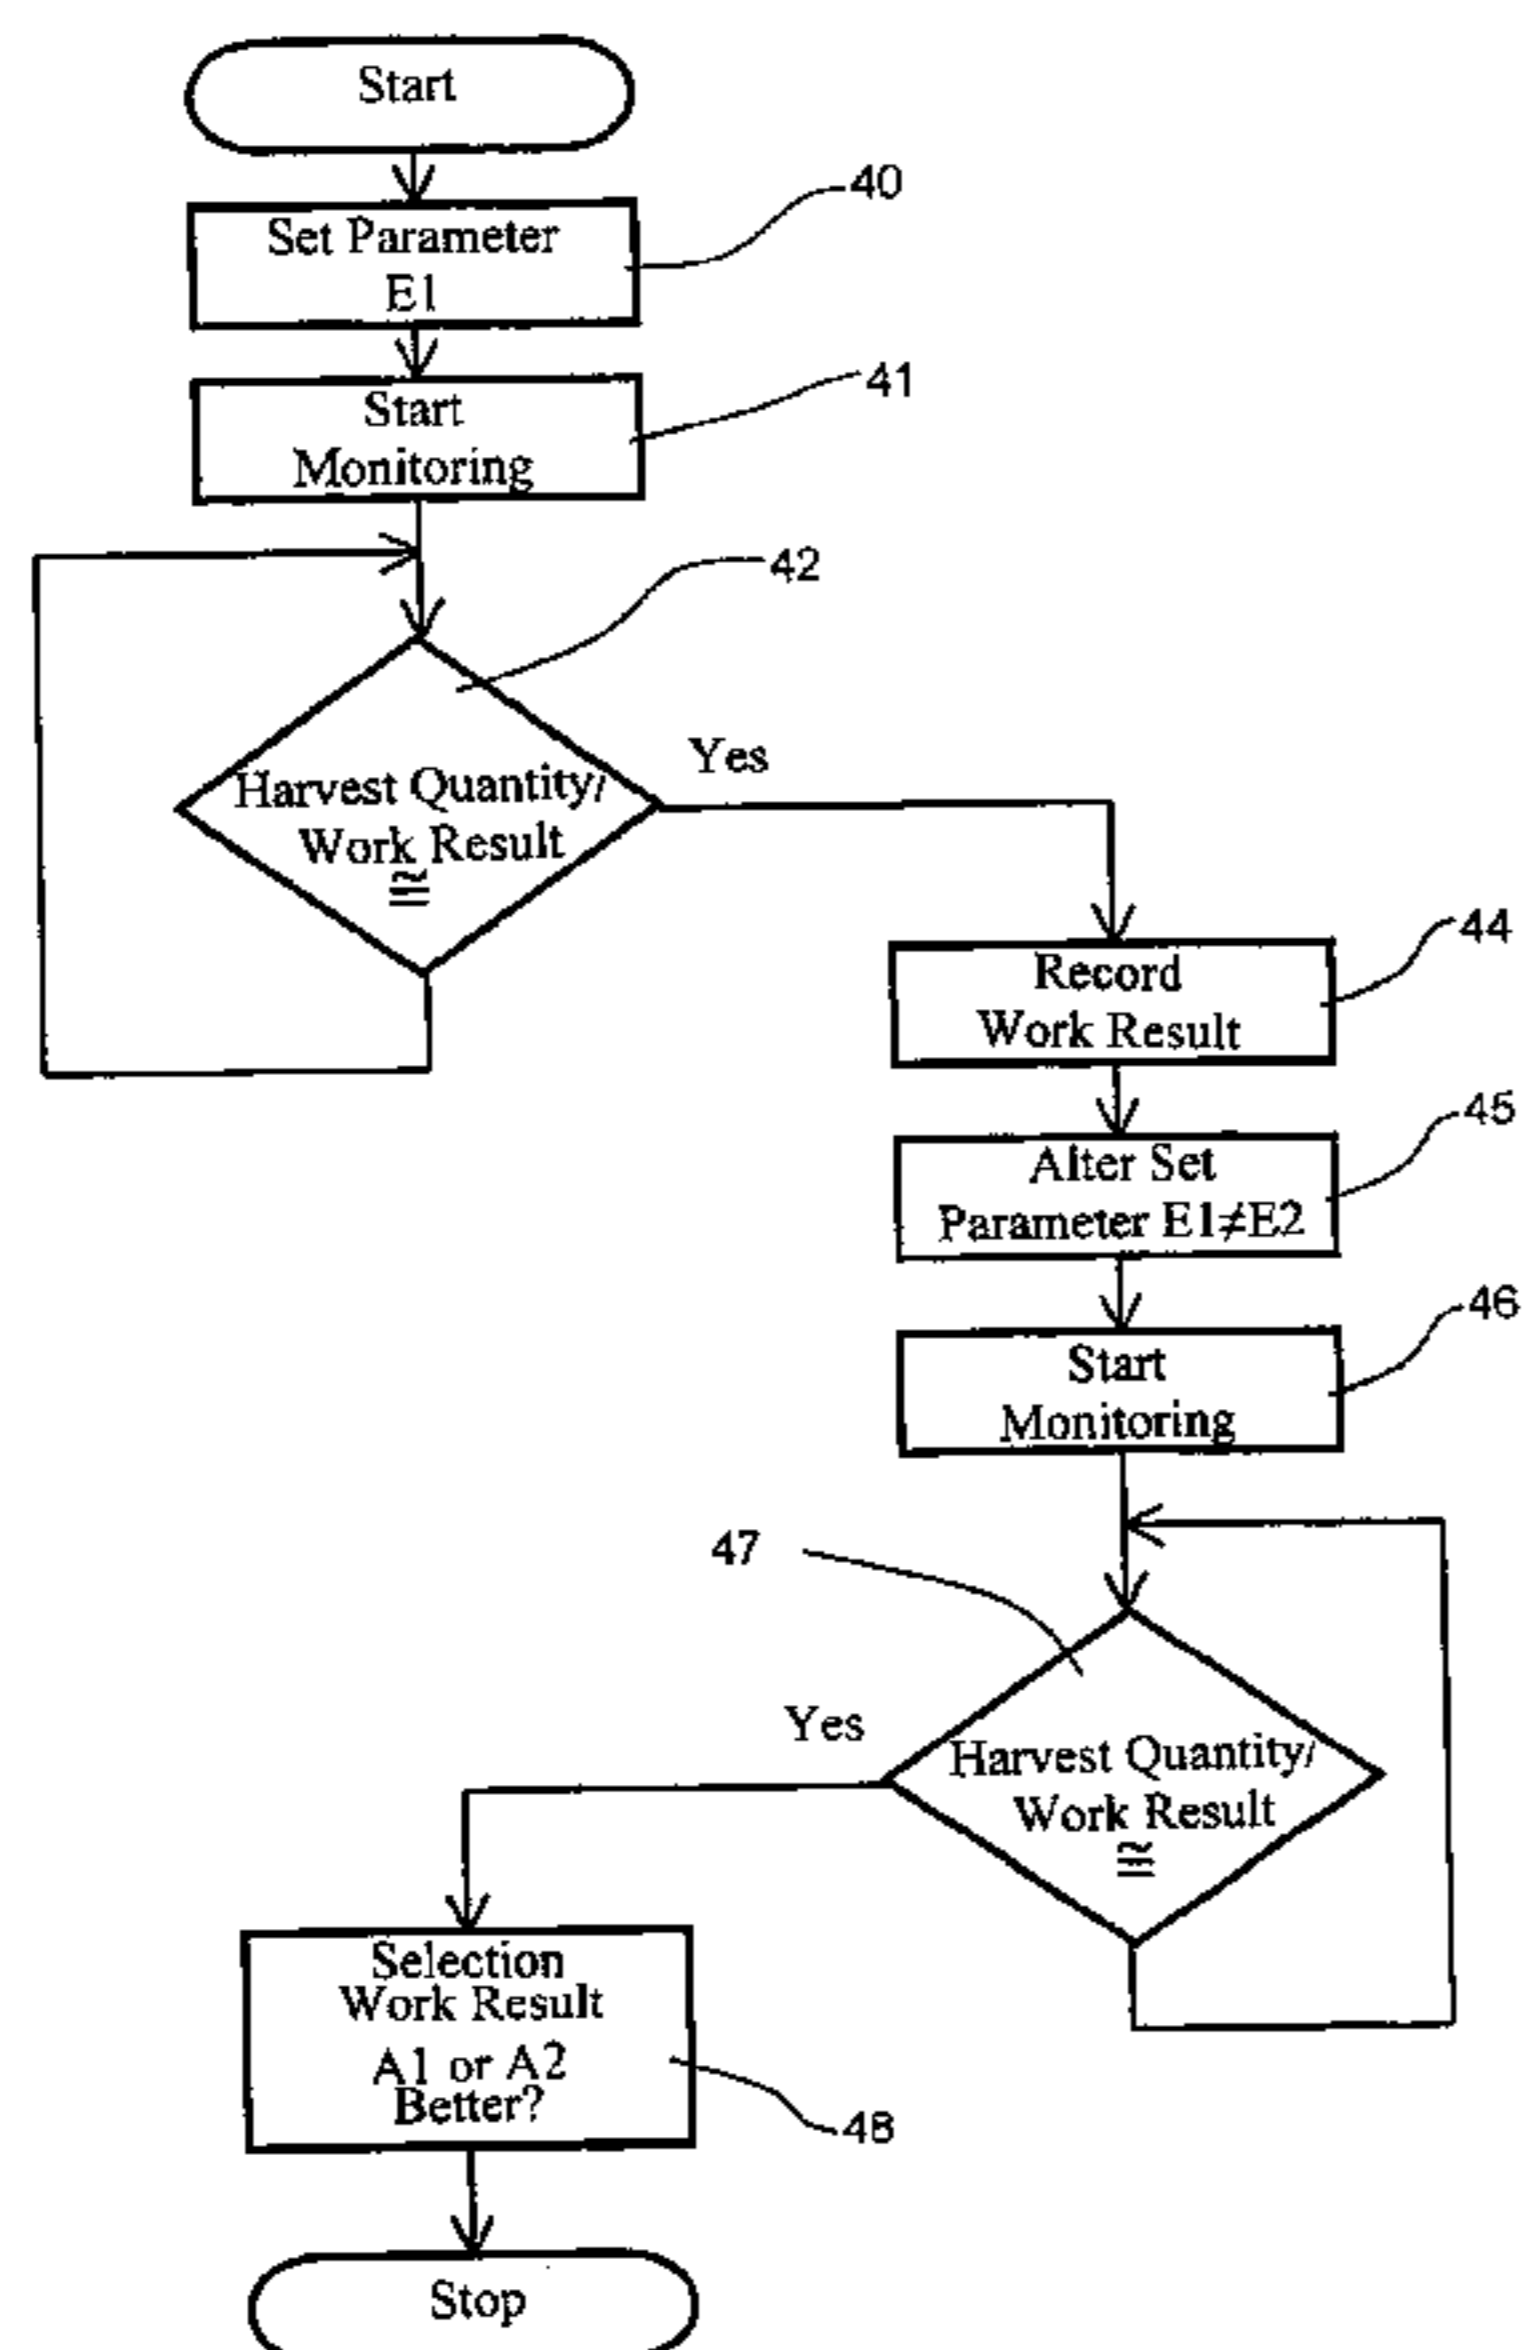 Start
40
Set Parameter
E1
41
Start
Monitoring
42
Yes
Harvest Quantity/
Work Result
≅
44
Record
Work Result
45
Alter Set
Parameter E1≠E2
46
Start
Monitoring
47
Yes
Harvest Quantity/
Work Result
≅
Selection
Work Result
A1 or A2
Better?
48
Stop